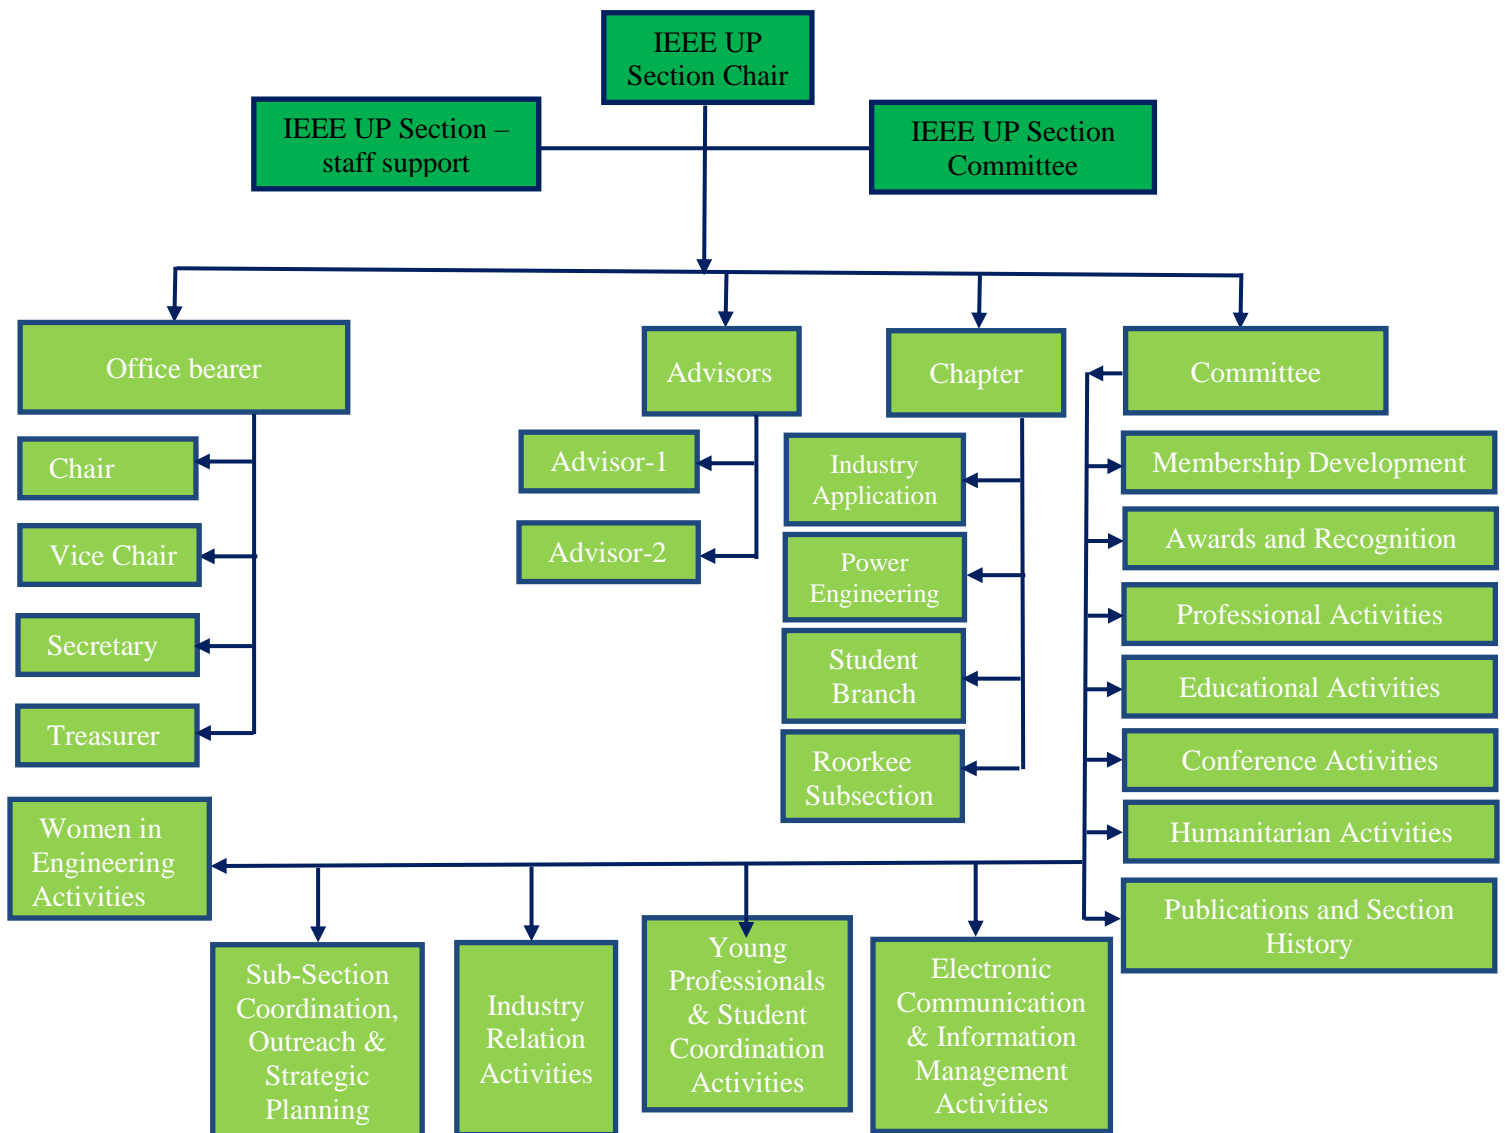 IEEE UP
Section Chair
IEEE UP Section –
staff support
IEEE UP Section
Committee
Office bearer
Advisors
Chapter
Committee
Chair
Vice Chair
Secretary
Treasurer
Advisor-1
Advisor-2
Industry
Application
Power
Engineering
Student
Branch
Roorkee
Subsection
Membership Development
Awards and Recognition
Professional Activities
Educational Activities
Conference Activities
Humanitarian Activities
Publications and Section
History
Women in
Engineering
Activities
Sub-Section
Coordination,
Outreach &
Strategic
Planning
Industry
Relation
Activities
Young
Professionals
& Student
Coordination
Activities
Electronic
Communication
& Information
Management
Activities